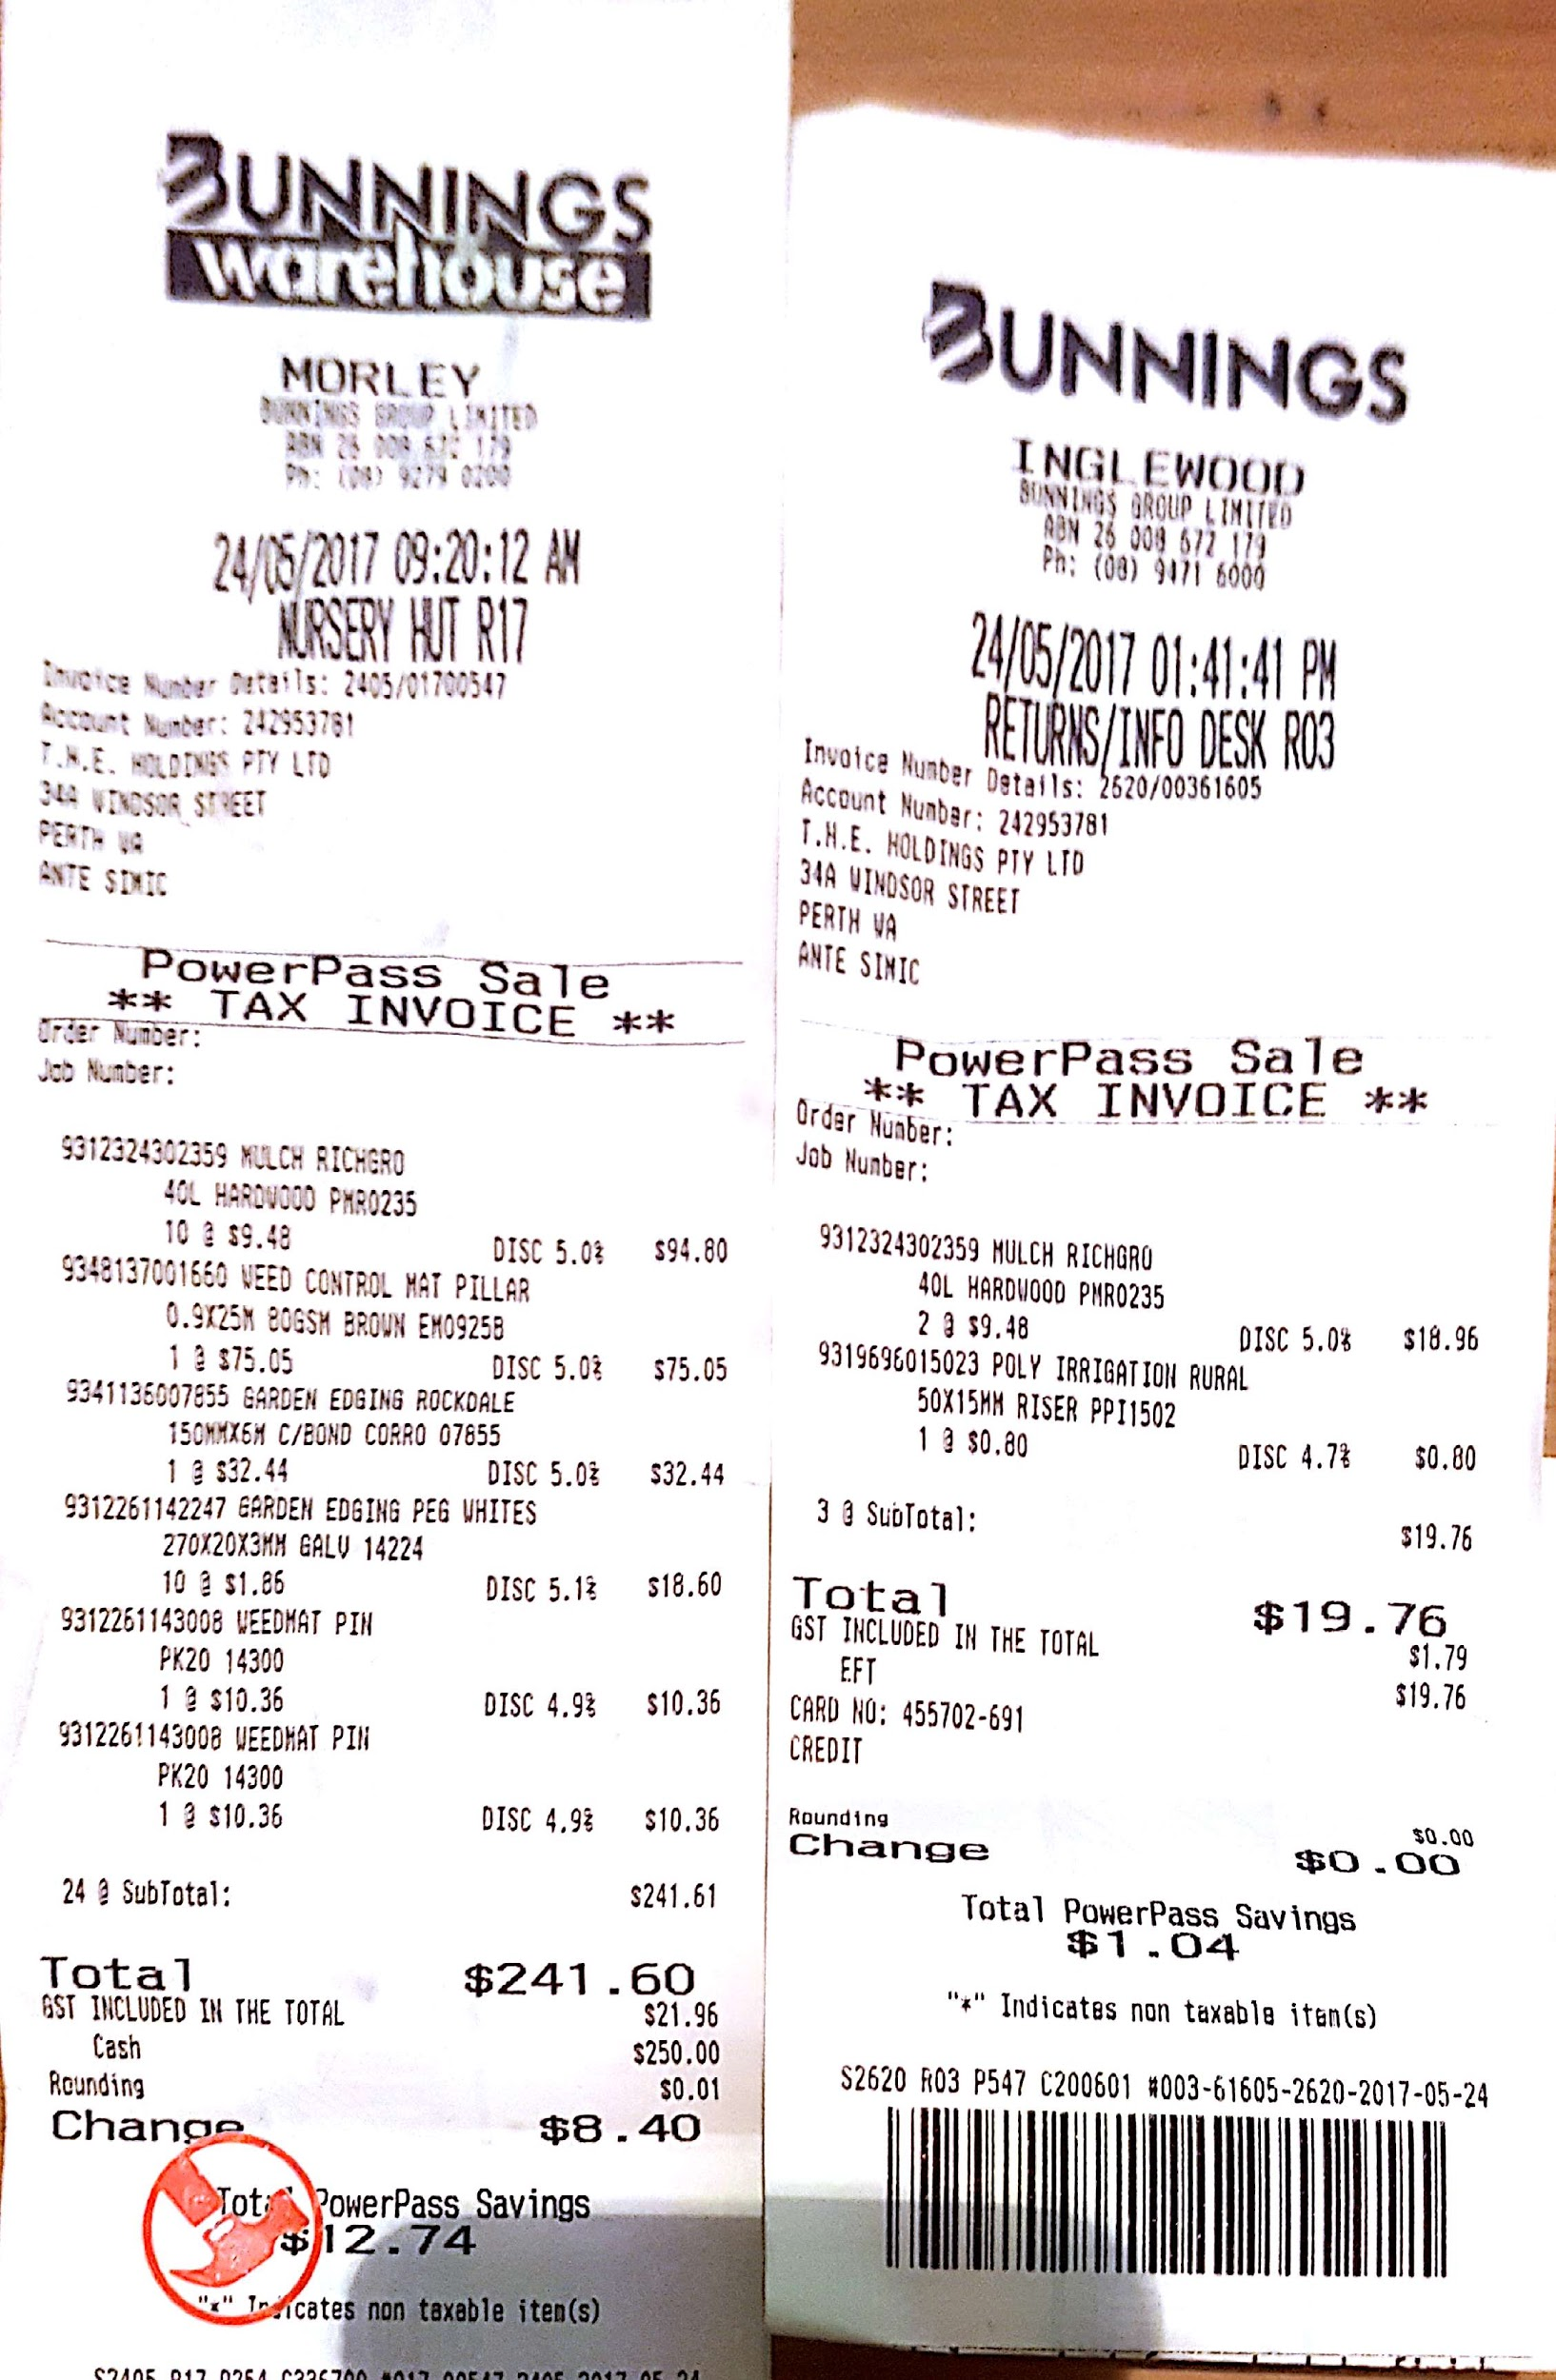 BUNNINGS
warehouse
MORLEY
BUNNINGS GROUP LIMITED
ABN 26 008 672 179
Ph: (08) 9279 0200
24/05/2017 09:20:12 AM
NURSERY HUT R17
Invoice Number Details: 2405/01700547
Account Number: 242953781
T.H.E. HOLDINGS PTY LTD
34A WINDSOR STREET
PERTH WA
ANTE SIMIC
PowerPass Sale
** TAX INVOICE **
Order Number:
Job Number:
9312324302359 MULCH RICHGRO
40L HARDWOOD PMR0235
10 @ $9.48 DISC 5.0% $94.80
9348137001660 WEED CONTROL MAT PILLAR
0.9X25M 80GSM BROWN EM0925B
1 @ $75.05 DISC 5.0% $75.05
9341136007855 GARDEN EDGING ROCKDALE
150MMX6M C/BOND CORRO 07855
1 @ $32.44 DISC 5.0% $32.44
9312261142247 GARDEN EDGING PEG WHITES
270X20X3MM GALV 14224
10 @ $1.86 DISC 5.1% $18.60
9312261143008 WEEDMAT PIN
PK20 14300
1 @ $10.36 DISC 4.9% $10.36
9312261143008 WEEDMAT PIN
PK20 14300
1 @ $10.36 DISC 4.9% $10.36
24 @ SubTotal: $241.61
Total $241.60
GST INCLUDED IN THE TOTAL $21.96
Cash $250.00
Rounding $0.01
Change $8.40
Total PowerPass Savings
$12.74
"*" Indicates non taxable item(s)
BUNNINGS
INGLEWOOD
BUNNINGS GROUP LIMITED
ABN 26 008 672 179
Ph: (08) 9471 6000
24/05/2017 01:41:41 PM
RETURNS/INFO DESK R03
Invoice Number Details: 2620/00361605
Account Number: 242953781
T.H.E. HOLDINGS PTY LTD
34A WINDSOR STREET
PERTH WA
ANTE SIMIC
PowerPass Sale
** TAX INVOICE **
Order Number:
Job Number:
9312324302359 MULCH RICHGRO
40L HARDWOOD PMR0235
2 @ $9.48 DISC 5.0% $18.96
9319696015023 POLY IRRIGATION RURAL
50X15MM RISER PPI1502
1 @ $0.80 DISC 4.7% $0.80
3 @ SubTotal: $19.76
Total $19.76
GST INCLUDED IN THE TOTAL $1.79
EFT $19.76
CARD NO: 455702-691
CREDIT
Rounding $0.00
Change $0.00
Total PowerPass Savings
$1.04
"*" Indicates non taxable item(s)
S2620 R03 P547 C200601 #003-61605-2620-2017-05-24